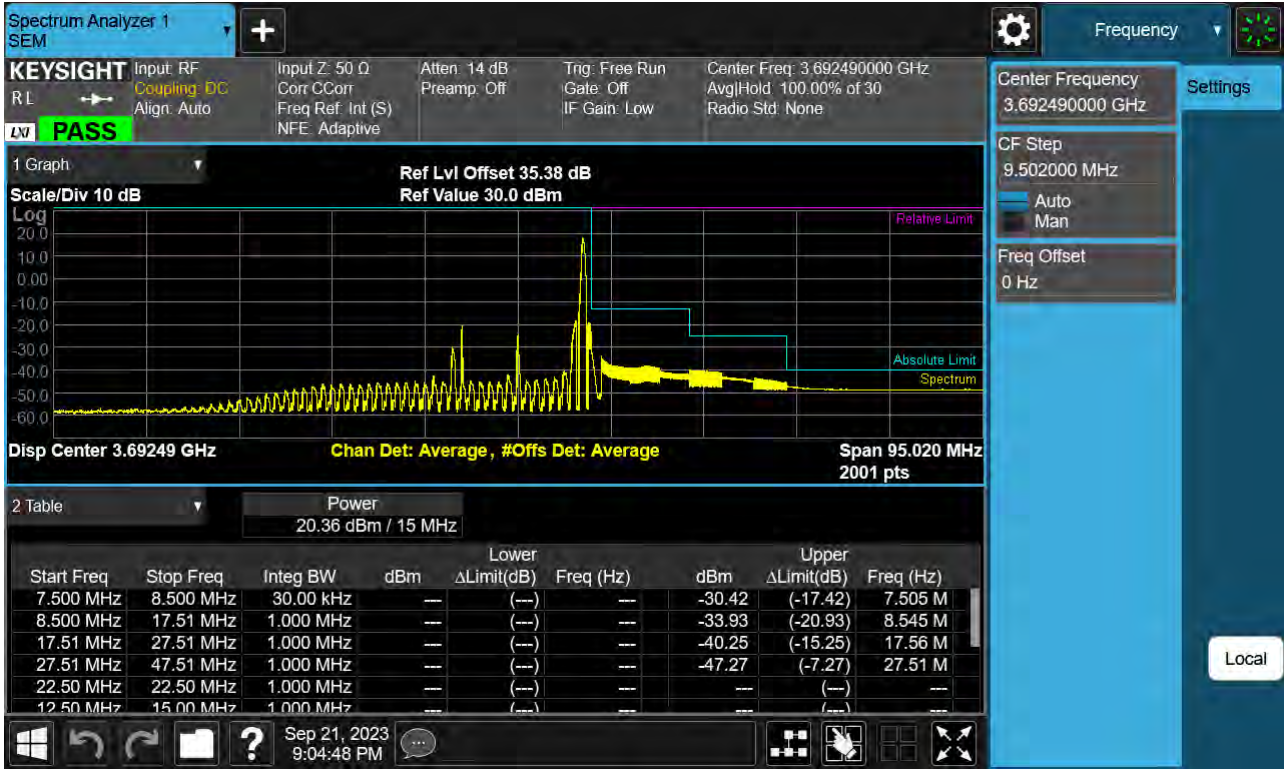 Spectrum Analyzer 1
SEM
Frequency
KEYSIGHT
R L
LXI
PASS
Input: RF
Coupling: DC
Align: Auto
Input Z: 50 Ω
Corr CCorr
Freq Ref: Int (S)
NFE: Adaptive
Atten: 14 dB
Preamp: Off
Trig: Free Run
Gate: Off
IF Gain: Low
Center Freq: 3.692490000 GHz
Avg|Hold: 100.00% of 30
Radio Std: None
Center Frequency
3.692490000 GHz
Settings
CF Step
9.502000 MHz
Auto
Man
Freq Offset
0 Hz
1 Graph
Scale/Div 10 dB
Ref Lvl Offset 35.38 dB
Ref Value 30.0 dBm
Log
20.0
10.0
0.00
-10.0
-20.0
-30.0
-40.0
-50.0
-60.0
Relative Limit
Absolute Limit
Spectrum
Disp Center 3.69249 GHz
Chan Det: Average, #Offs Det: Average
Span 95.020 MHz
2001 pts
2 Table
Power
20.36 dBm / 15 MHz
Lower Upper
Start Freq Stop Freq Integ BW dBm ΔLimit(dB) Freq (Hz) dBm ΔLimit(dB) Freq (Hz)
7.500 MHz 8.500 MHz 30.00 kHz --- (---) --- -30.42 (-17.42) 7.505 M
8.500 MHz 17.51 MHz 1.000 MHz --- (---) --- -33.93 (-20.93) 8.545 M
17.51 MHz 27.51 MHz 1.000 MHz --- (---) --- -40.25 (-15.25) 17.56 M
27.51 MHz 47.51 MHz 1.000 MHz --- (---) --- -47.27 (-7.27) 27.51 M
22.50 MHz 22.50 MHz 1.000 MHz --- (---) --- --- (---) ---
12.50 MHz 15.00 MHz 1.000 MHz --- (---) --- --- (---) ---
Local
?
Sep 21, 2023
9:04:48 PM